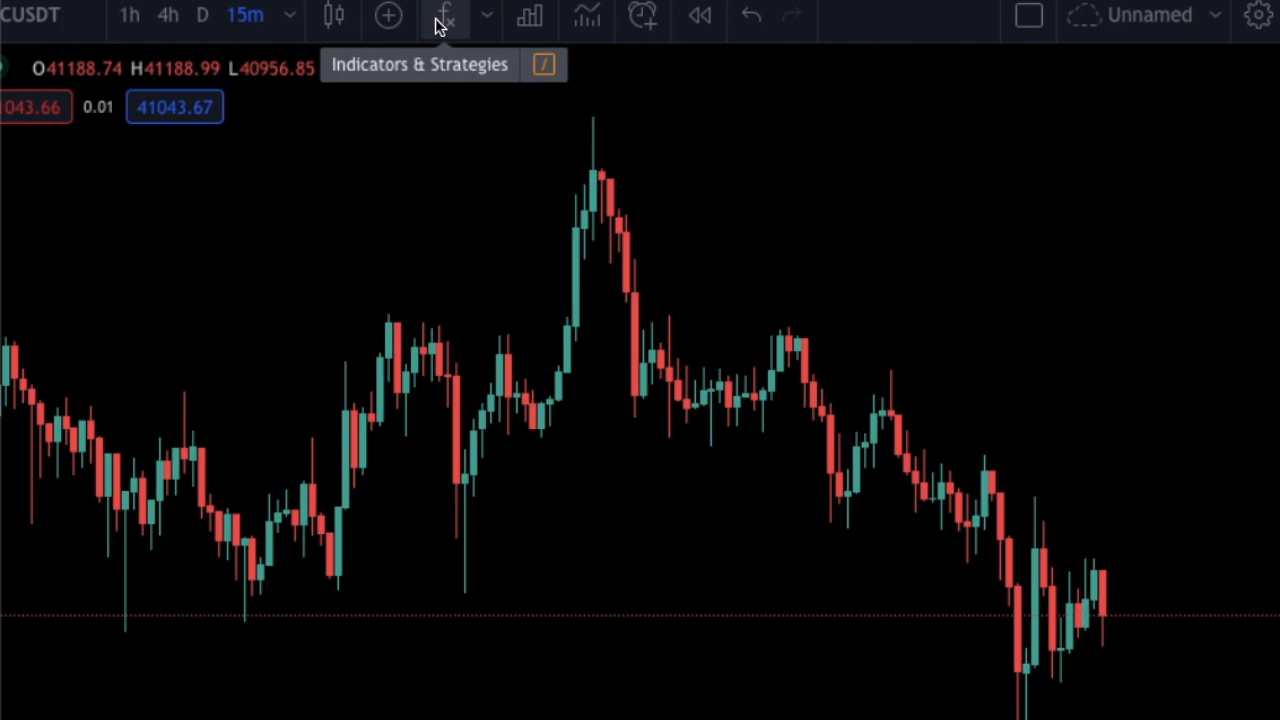 CUSDT 1h 4h D 15m Unnamed
O41188.74 H41188.99 L40956.85 Indicators & Strategies /
1043.66 0.01 41043.67